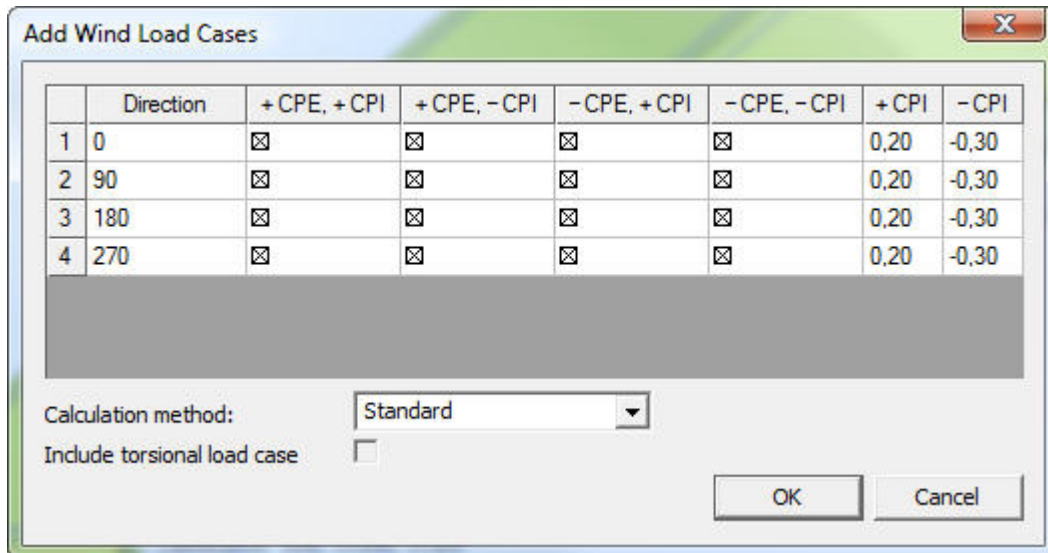 Add Wind Load Cases
Direction +CPE, +CPI +CPE, -CPI -CPE, +CPI -CPE, -CPI +CPI -CPI
1 0 0,20 -0,30
2 90 0,20 -0,30
3 180 0,20 -0,30
4 270 0,20 -0,30
Calculation method: Standard
Include torsional load case
OK Cancel